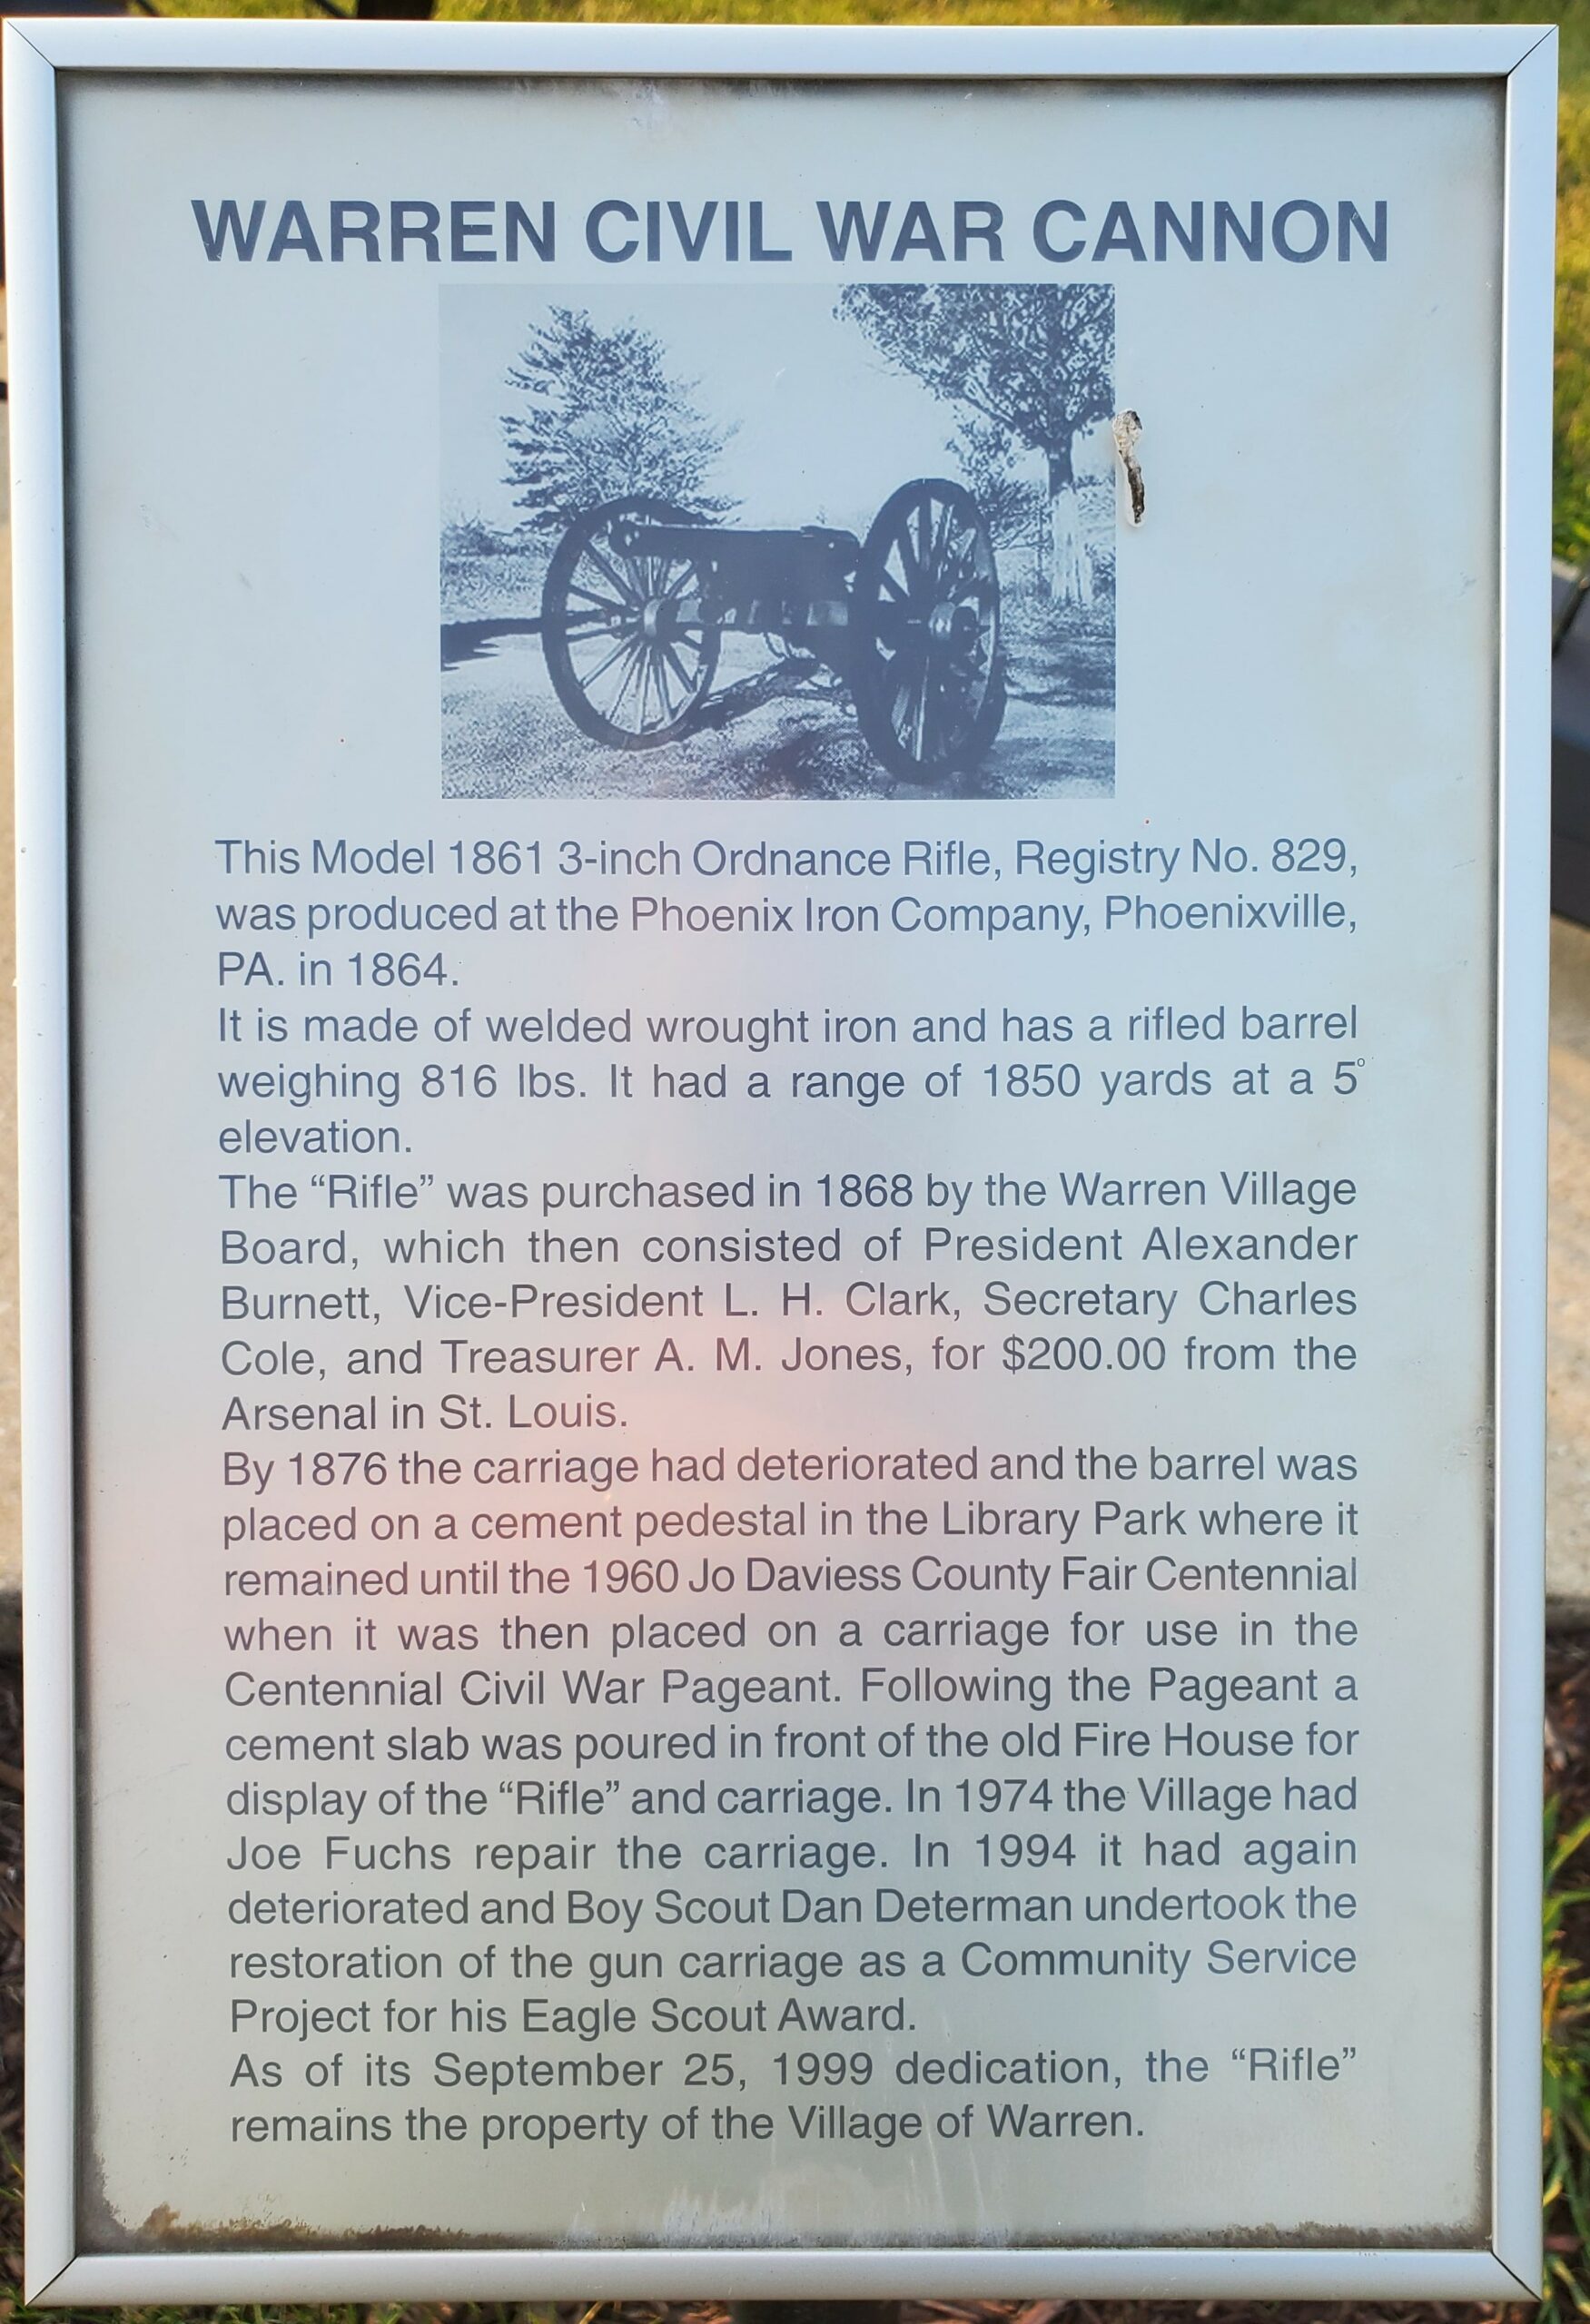 WARREN CIVIL WAR CANNON
This Model 1861 3-inch Ordnance Rifle, Registry No. 829,
was produced at the Phoenix Iron Company, Phoenixville,
PA. in 1864.
It is made of welded wrought iron and has a rifled barrel
weighing 816 lbs. It had a range of 1850 yards at a 5°
elevation.
The “Rifle” was purchased in 1868 by the Warren Village
Board, which then consisted of President Alexander
Burnett, Vice-President L. H. Clark, Secretary Charles
Cole, and Treasurer A. M. Jones, for $200.00 from the
Arsenal in St. Louis.
By 1876 the carriage had deteriorated and the barrel was
placed on a cement pedestal in the Library Park where it
remained until the 1960 Jo Daviess County Fair Centennial
when it was then placed on a carriage for use in the
Centennial Civil War Pageant. Following the Pageant a
cement slab was poured in front of the old Fire House for
display of the “Rifle” and carriage. In 1974 the Village had
Joe Fuchs repair the carriage. In 1994 it had again
deteriorated and Boy Scout Dan Determan undertook the
restoration of the gun carriage as a Community Service
Project for his Eagle Scout Award.
As of its September 25, 1999 dedication, the “Rifle”
remains the property of the Village of Warren.